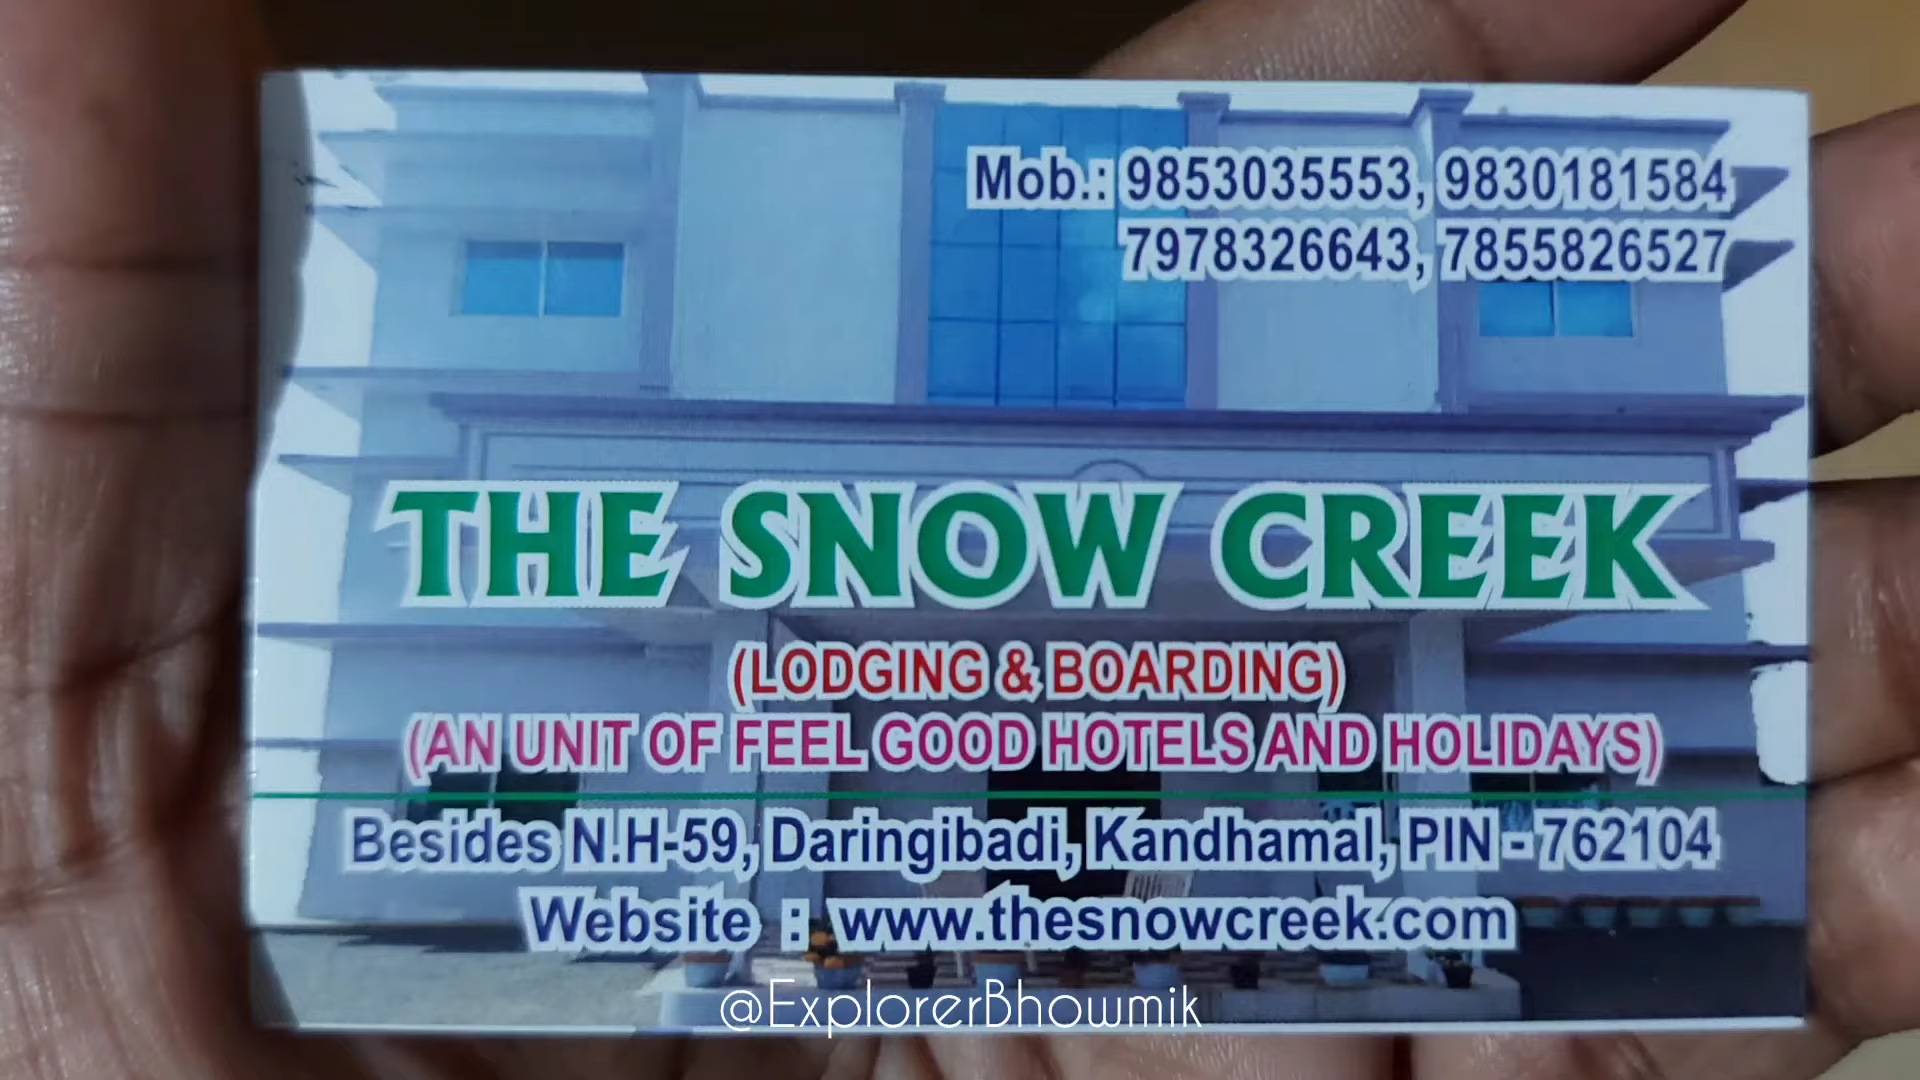 Mob.: 9853035553, 9830181584
7978326643, 7855826527
THE SNOW CREEK
(LODGING & BOARDING)
(AN UNIT OF FEEL GOOD HOTELS AND HOLIDAYS)
Besides N.H-59, Daringibadi, Kandhamal, PIN - 762104
Website : www.thesnowcreek.com
@ExplorerBhowmik